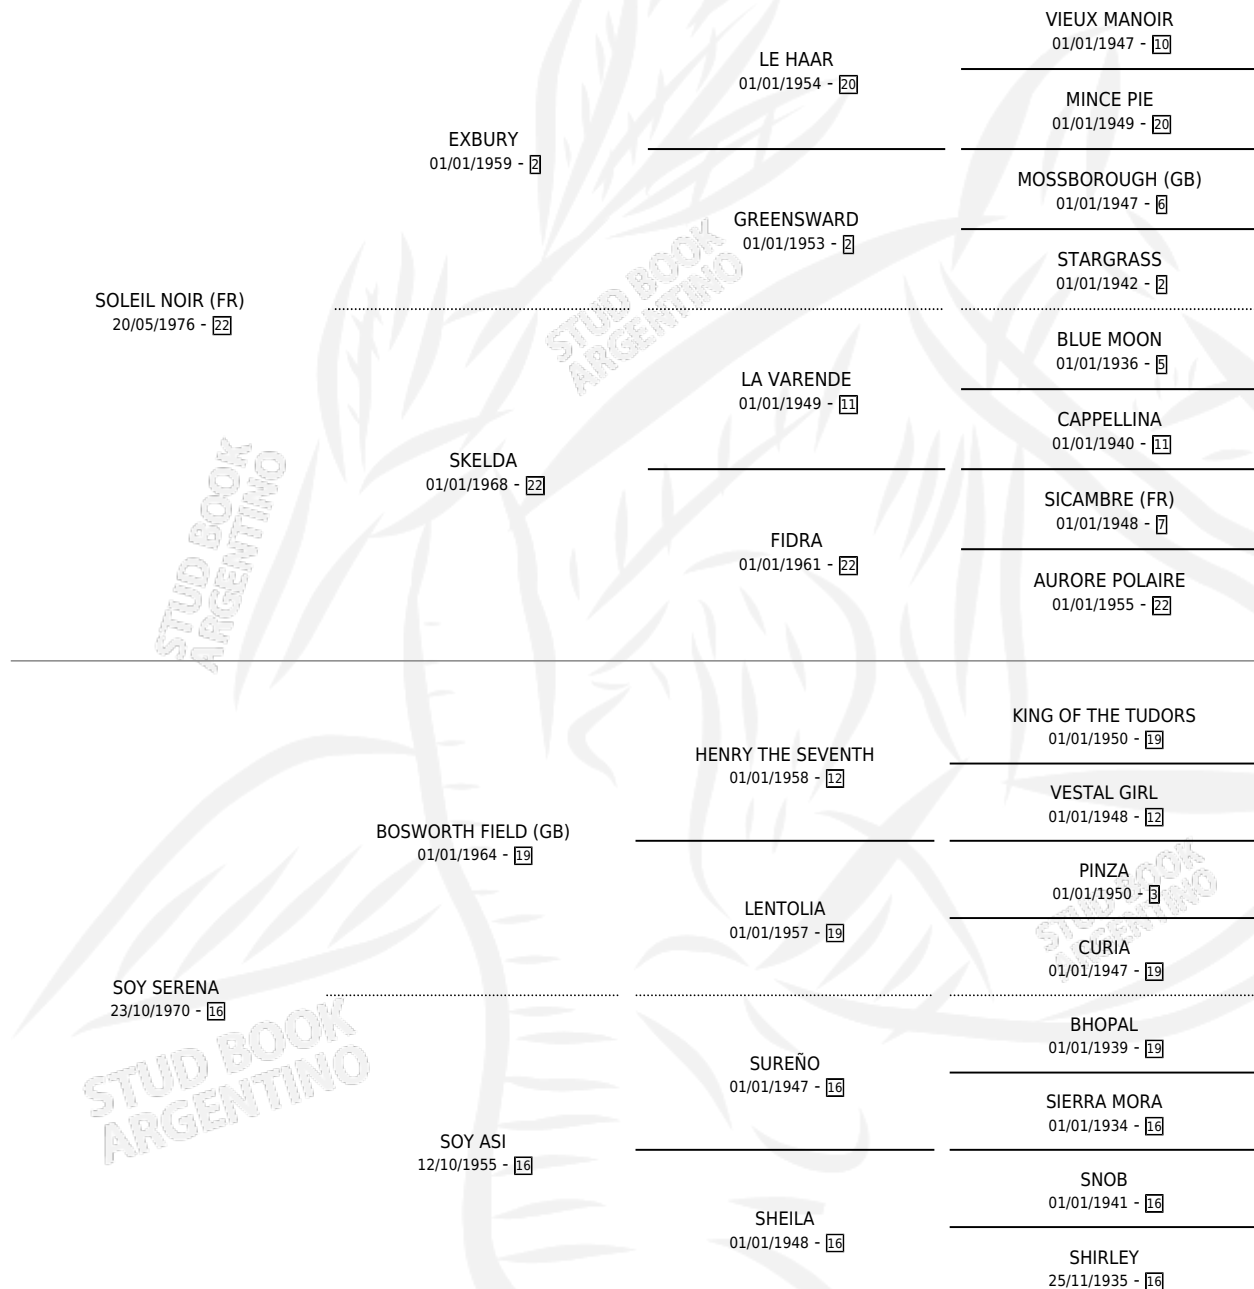 VIEUX MANOIR
01/01/1947 - 10
LE HAAR
01/01/1954 - 20
MINCE PIE
01/01/1949 - 20
EXBURY
01/01/1959 - 2
MOSSBOROUGH (GB)
01/01/1947 - 6
GREENSWARD
01/01/1953 - 2
STARGRASS
01/01/1942 - 2
SOLEIL NOIR (FR)
20/05/1976 - 22
BLUE MOON
01/01/1936 - 5
LA VARENDE
01/01/1949 - 11
CAPPELLINA
01/01/1940 - 11
SKELDA
01/01/1968 - 22
SICAMBRE (FR)
01/01/1948 - 7
FIDRA
01/01/1961 - 22
AURORE POLAIRE
01/01/1955 - 22
KING OF THE TUDORS
01/01/1950 - 19
HENRY THE SEVENTH
01/01/1958 - 12
VESTAL GIRL
01/01/1948 - 12
BOSWORTH FIELD (GB)
01/01/1964 - 19
PINZA
01/01/1950 - 3
LENTOLIA
01/01/1957 - 19
CURIA
01/01/1947 - 19
SOY SERENA
23/10/1970 - 16
BHOPAL
01/01/1939 - 19
SUREÑO
01/01/1947 - 16
SIERRA MORA
01/01/1934 - 16
SOY ASI
12/10/1955 - 16
SNOB
01/01/1941 - 16
SHEILA
01/01/1948 - 16
SHIRLEY
25/11/1935 - 16
STUD BOOK
ARGENTINO
STUD BOOK
ARGENTINO
STUD BOOK
ARGENTINO
STUD BOOK
ARGENTINO